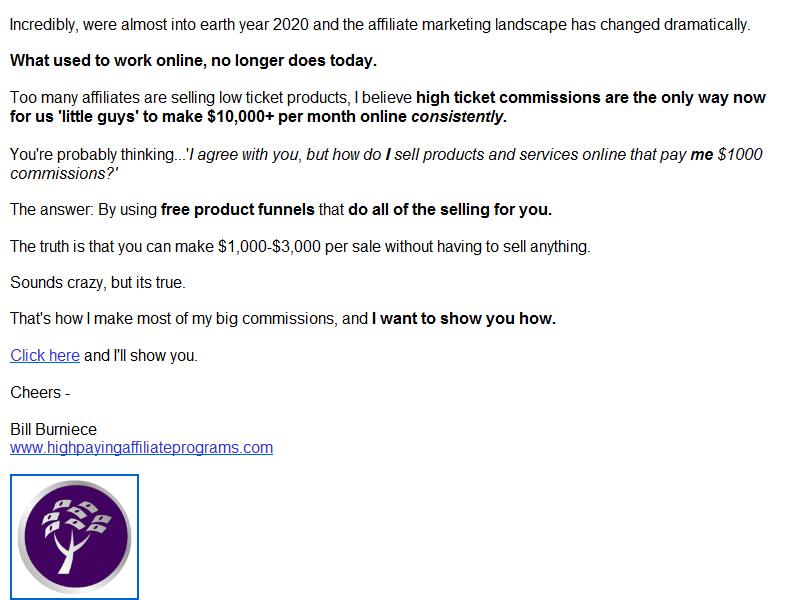 Incredibly, were almost into earth year 2020 and the affiliate marketing landscape has changed dramatically.
What used to work online, no longer does today.
Too many affiliates are selling low ticket products, I believe high ticket commissions are the only way now
for us 'little guys' to make $10,000+ per month online consistently.
You're probably thinking...'I agree with you, but how do I sell products and services online that pay me $1000
commissions?'
The answer: By using free product funnels that do all of the selling for you.
The truth is that you can make $1,000-$3,000 per sale without having to sell anything.
Sounds crazy, but its true.
That's how I make most of my big commissions, and I want to show you how.
Click here and I'll show you.
Cheers -
Bill Burniece
www.highpayingaffiliateprograms.com